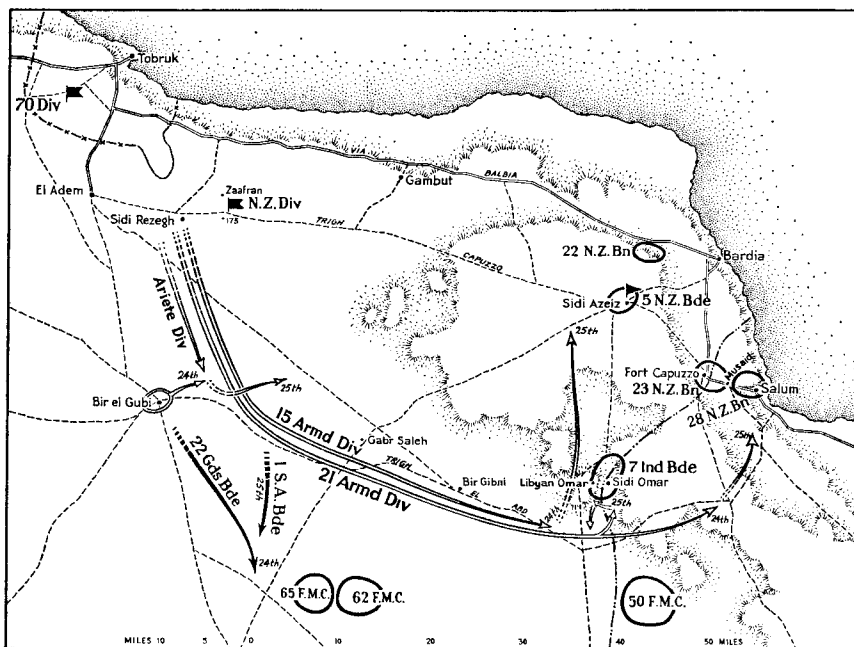 Tobruk
70 Div
VIA
BALBIA
Gambut
El Adem
Zaafran
N.Z. Div
175
Sidi Rezegh
TRIGH
CAPUZZO
22 N.Z. Bn
Bardia
Sidi Azeiz
5 N.Z. Bde
Ariete Div
25th
24th
25th
Bir el Gubi
Fort Capuzzo
Musaid
23 N.Z. Bn
Salum
28 N.Z. Bn
25th
15 Armd Div
21 Armd Div
Gabr Saleh
TRIGH
EL
ABD
Bir Gibni
7 Ind Bde
Libyan Omar
Sidi Omar
25th
24th
22 Gds Bde
24th
1 S.A. Bde
25th
65 F.M.C.
62 F.M.C.
50 F.M.C.
MILES 10 5 0 10 20 30 40 50 MILES